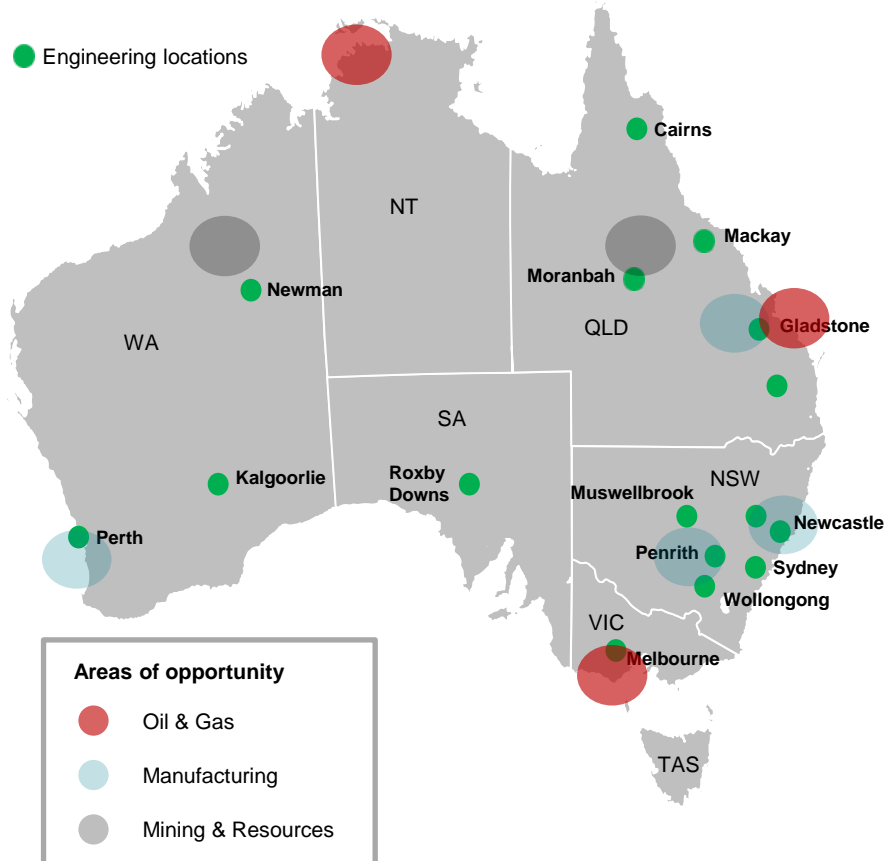 Engineering locations
Cairns
NT
Mackay
Moranbah
Newman
Gladstone
QLD
WA
SA
Kalgoorlie
Roxby
Downs
NSW
Muswellbrook
Newcastle
Perth
Penrith
Sydney
Wollongong
VIC
Melbourne
Areas of opportunity
Oil & Gas
Manufacturing
TAS
Mining & Resources